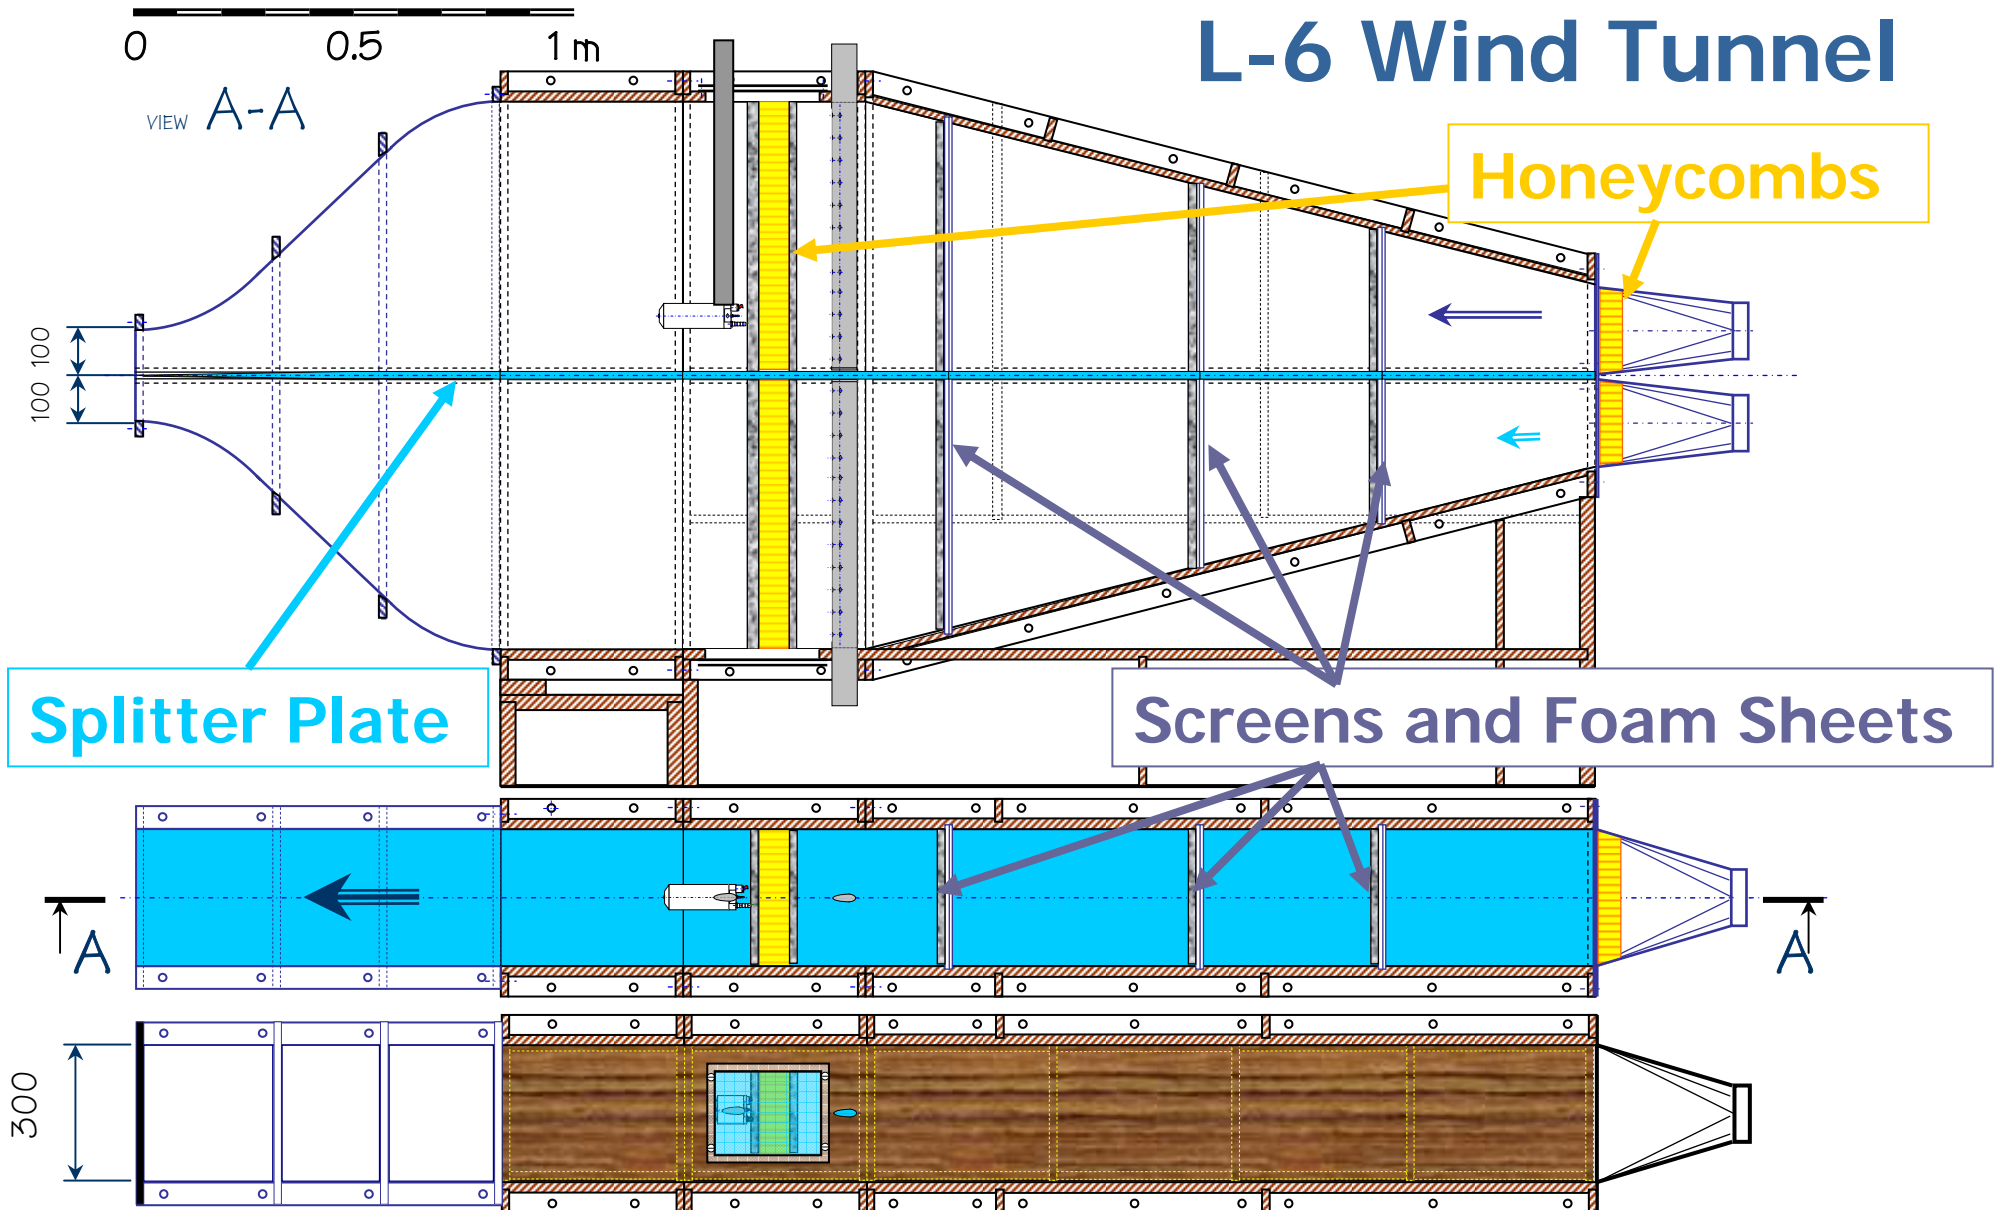 L-6 Wind Tunnel
0 0.5 1 m
VIEW A-A
Honeycombs
100
100
Splitter Plate
Screens and Foam Sheets
A A
300